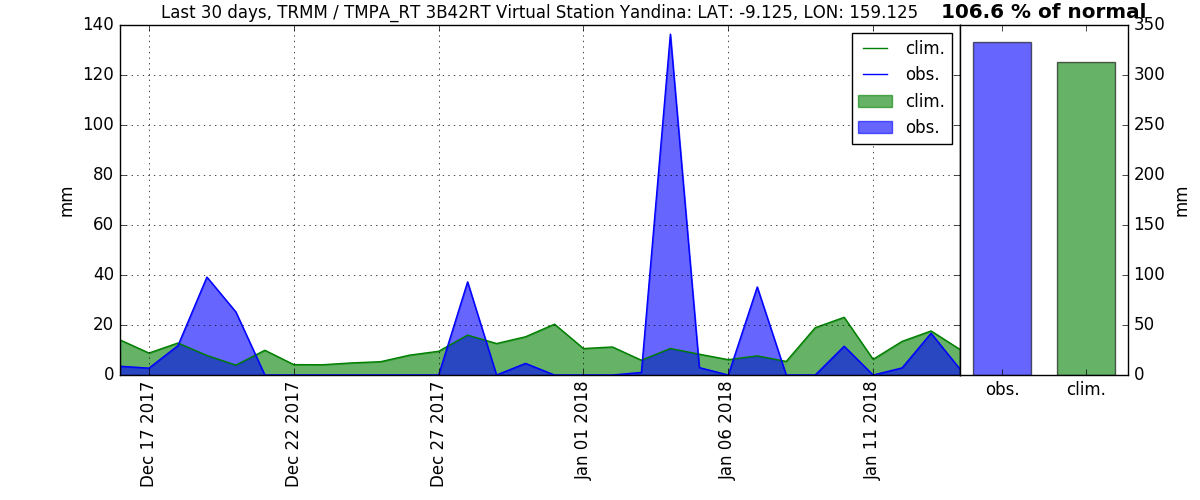 Last 30 days, TRMM / TMPA_RT 3B42RT Virtual Station Yandina: LAT: -9.125, LON: 159.125
106.6 % of normal
mm
140
120
100
80
60
40
20
0
Dec 17 2017
Dec 22 2017
Dec 27 2017
Jan 01 2018
Jan 06 2018
Jan 11 2018
clim.
obs.
clim.
obs.
350
300
250
200
150
100
50
0
mm
obs.
clim.